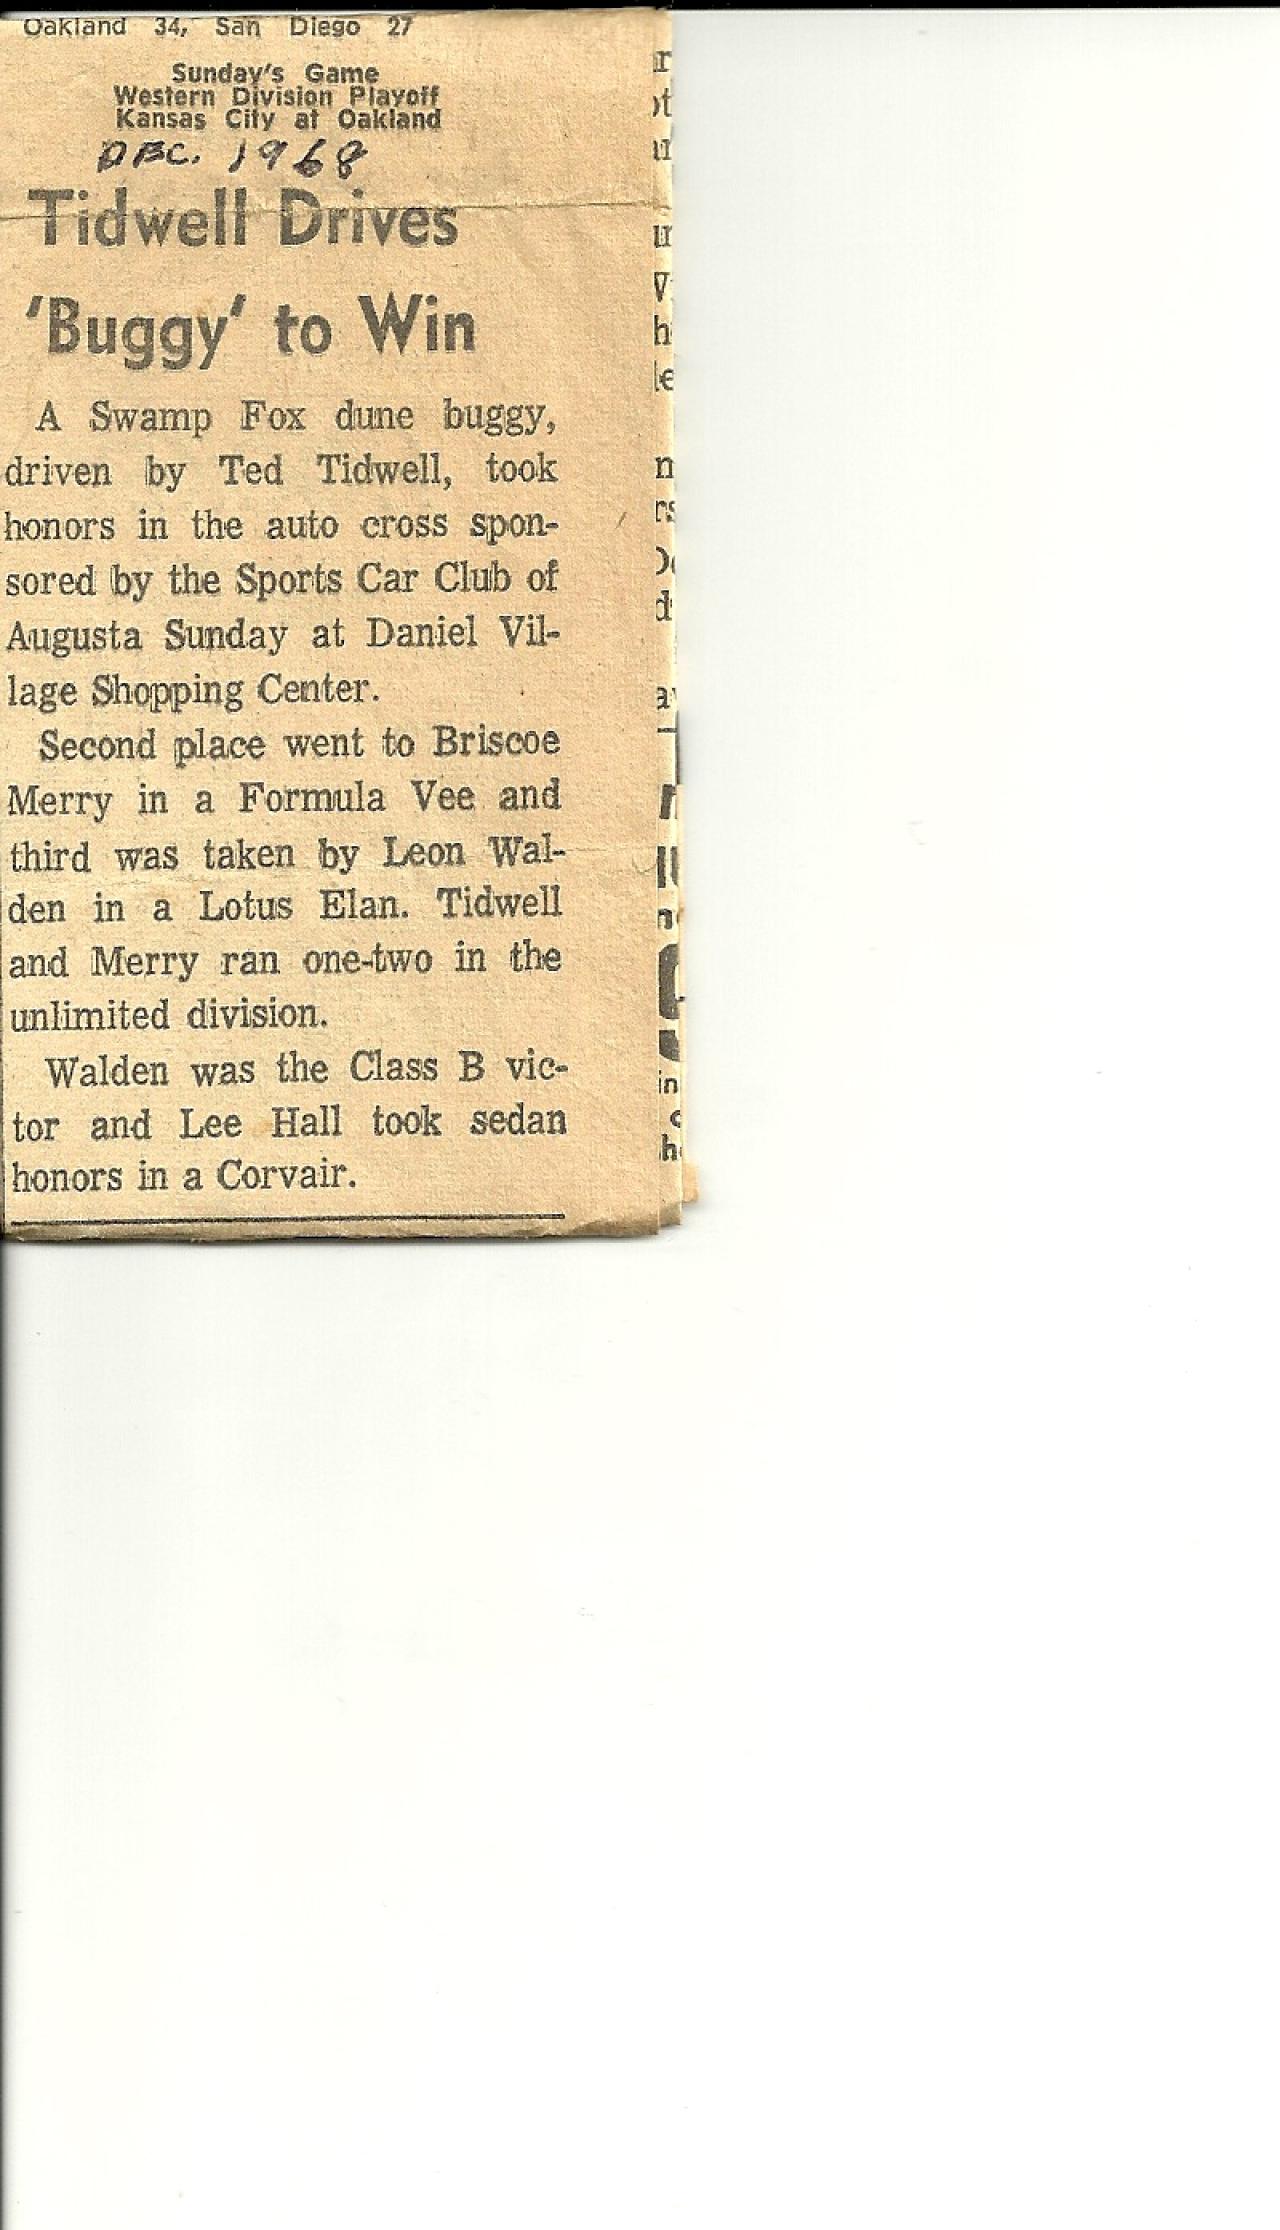 Oakland 34, San Diego 27
Sunday's Game
Western Division Playoff
Kansas City at Oakland
DEC. 1968
Tidwell Drives
'Buggy' to Win
A Swamp Fox dune buggy,
driven by Ted Tidwell, took
honors in the auto cross spon-
sored by the Sports Car Club of
Augusta Sunday at Daniel Vil-
lage Shopping Center.
Second place went to Briscoe
Merry in a Formula Vee and
third was taken by Leon Wal-
den in a Lotus Elan. Tidwell
and Merry ran one-two in the
unlimited division.
Walden was the Class B vic-
tor and Lee Hall took sedan
honors in a Corvair.